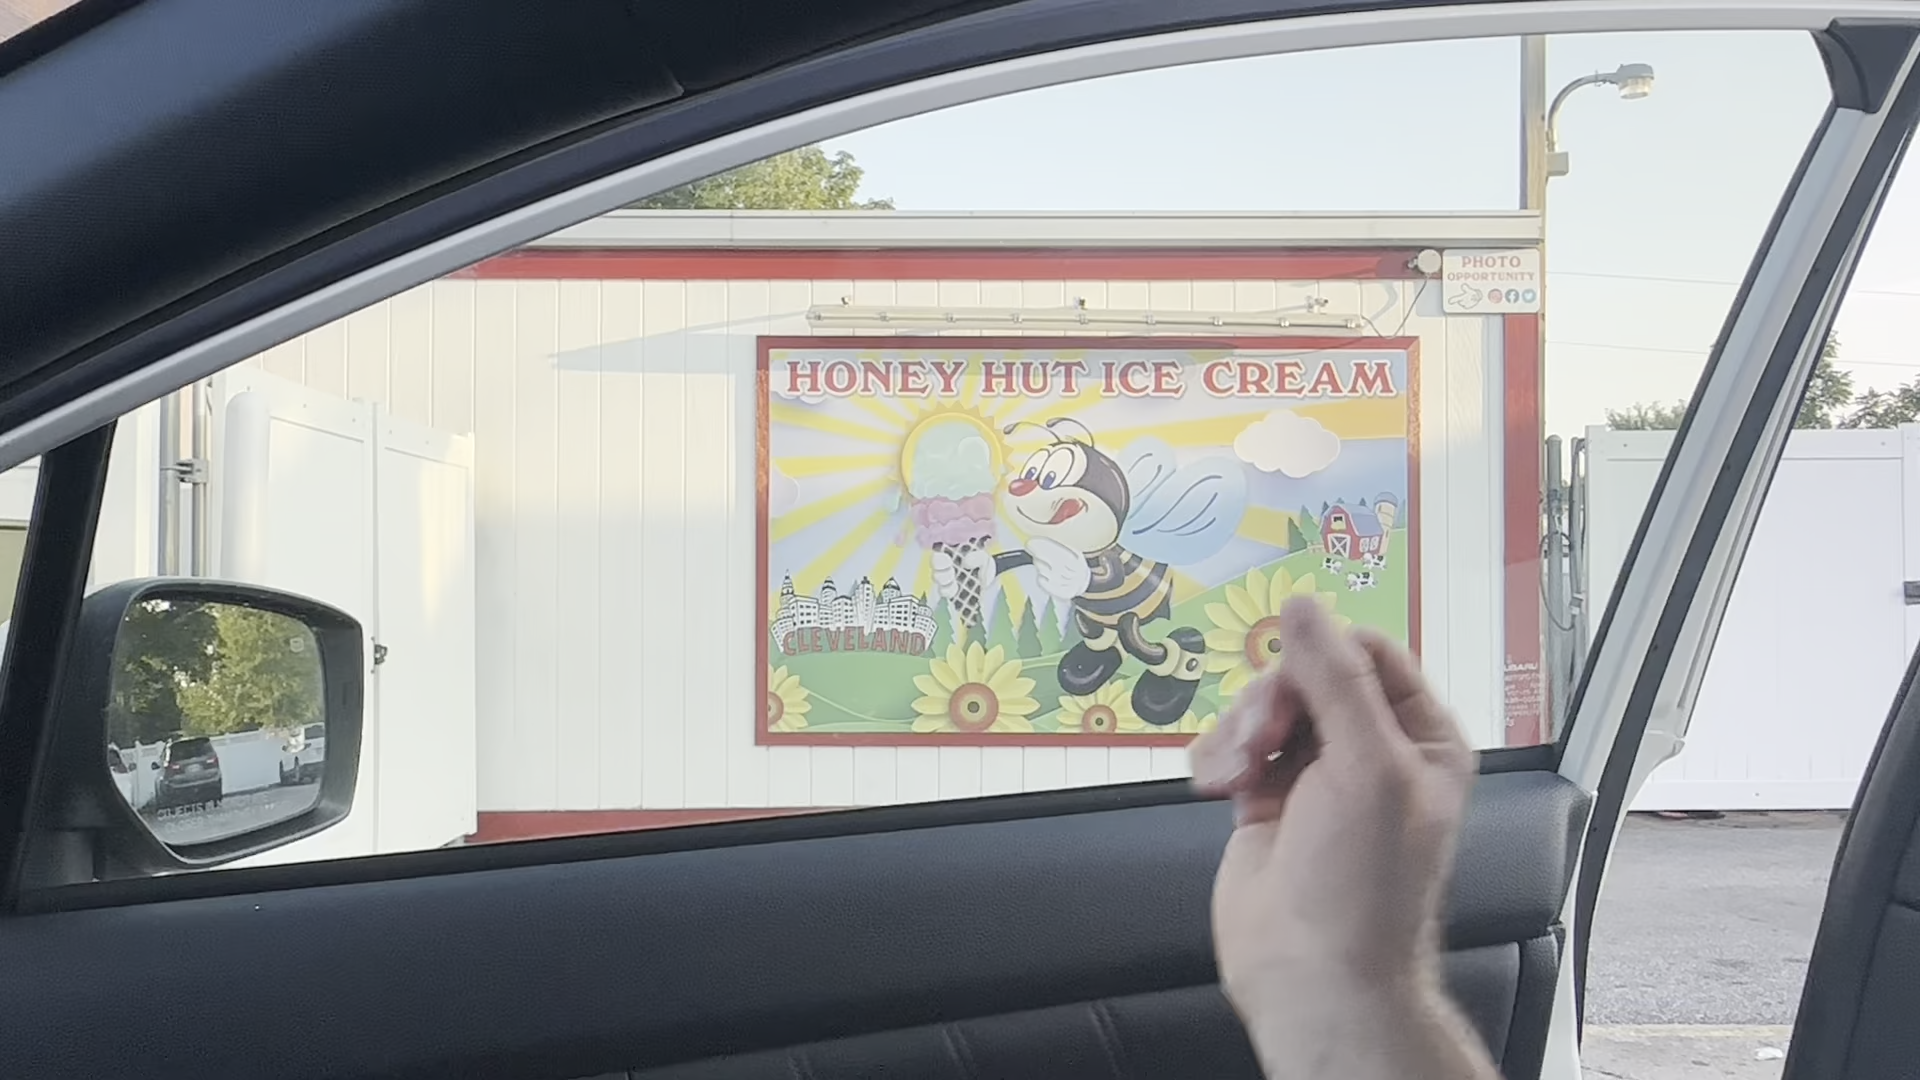 PHOTO
OPPORTUNITY
HONEY HUT ICE CREAM
CLEVELAND